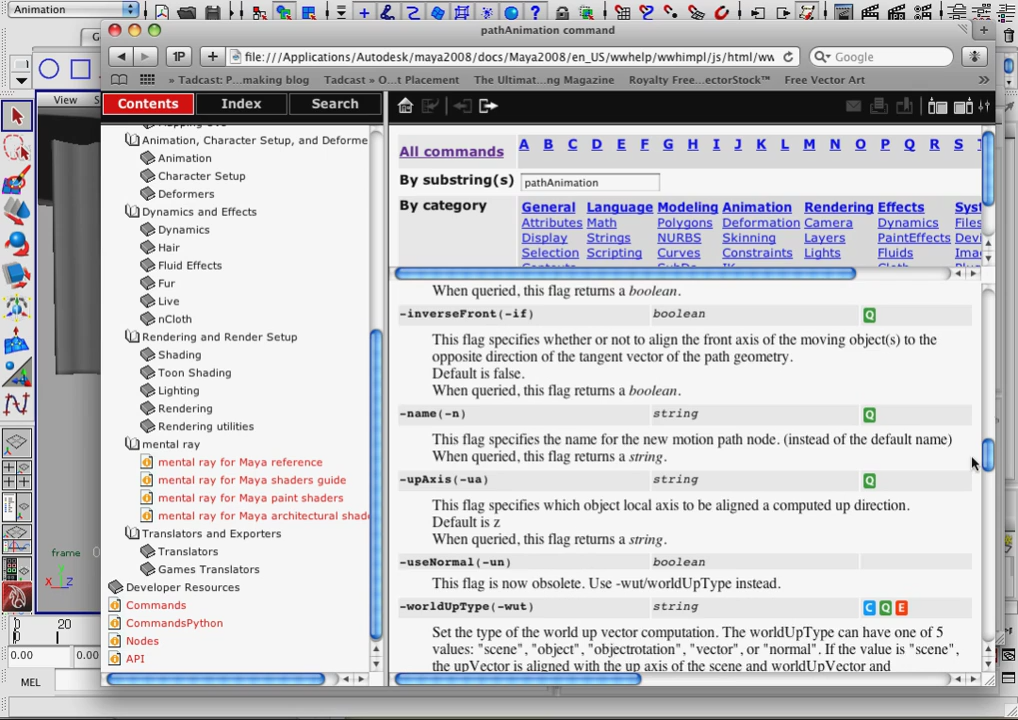 Animation
pathAnimation command
1P
file:///Applications/Autodesk/maya2008/docs/Maya2008/en_US/wwhelp/wwhimpl/js/html/ww
Google
» Tadcast: P...making blog
Tadcast » O...t Placement
The Ultimat...ng Magazine
Royalty Free...ectorStock™
Free Vector Art
»
View
Contents
Index
Search
Animation, Character Setup, and Deforme
Animation
Character Setup
Deformers
Dynamics and Effects
Dynamics
Hair
Fluid Effects
Fur
Live
nCloth
Rendering and Render Setup
Shading
Toon Shading
Lighting
Rendering
Rendering utilities
mental ray
mental ray for Maya reference
mental ray for Maya shaders guide
mental ray for Maya paint shaders
mental ray for Maya architectural shade
Translators and Exporters
Translators
Games Translators
Developer Resources
Commands
CommandsPython
Nodes
API
All commands
A B C D E F G H I J K L M N O P Q R S T
By substring(s)
pathAnimation
By category
General Language Modeling Animation Rendering Effects Syst
Attributes Math Polygons Deformation Camera Dynamics Files
Display Strings NURBS Skinning Layers PaintEffects Devi
Selection Scripting Curves Constraints Lights Fluids Imag
When queried, this flag returns a boolean.
-inverseFront(-if) boolean Q
This flag specifies whether or not to align the front axis of the moving object(s) to the
opposite direction of the tangent vector of the path geometry.
Default is false.
When queried, this flag returns a boolean.
-name(-n) string Q
This flag specifies the name for the new motion path node. (instead of the default name)
When queried, this flag returns a string.
-upAxis(-ua) string Q
This flag specifies which object local axis to be aligned a computed up direction.
Default is z
When queried, this flag returns a string.
-useNormal(-un) boolean
This flag is now obsolete. Use -wut/worldUpType instead.
-worldUpType(-wut) string C Q E
Set the type of the world up vector computation. The worldUpType can have one of 5
values: "scene", "object", "objectrotation", "vector", or "normal". If the value is "scene",
the upVector is aligned with the up axis of the scene and worldUpVector and
frame
X Z
0 20
0.00 0.00
MEL